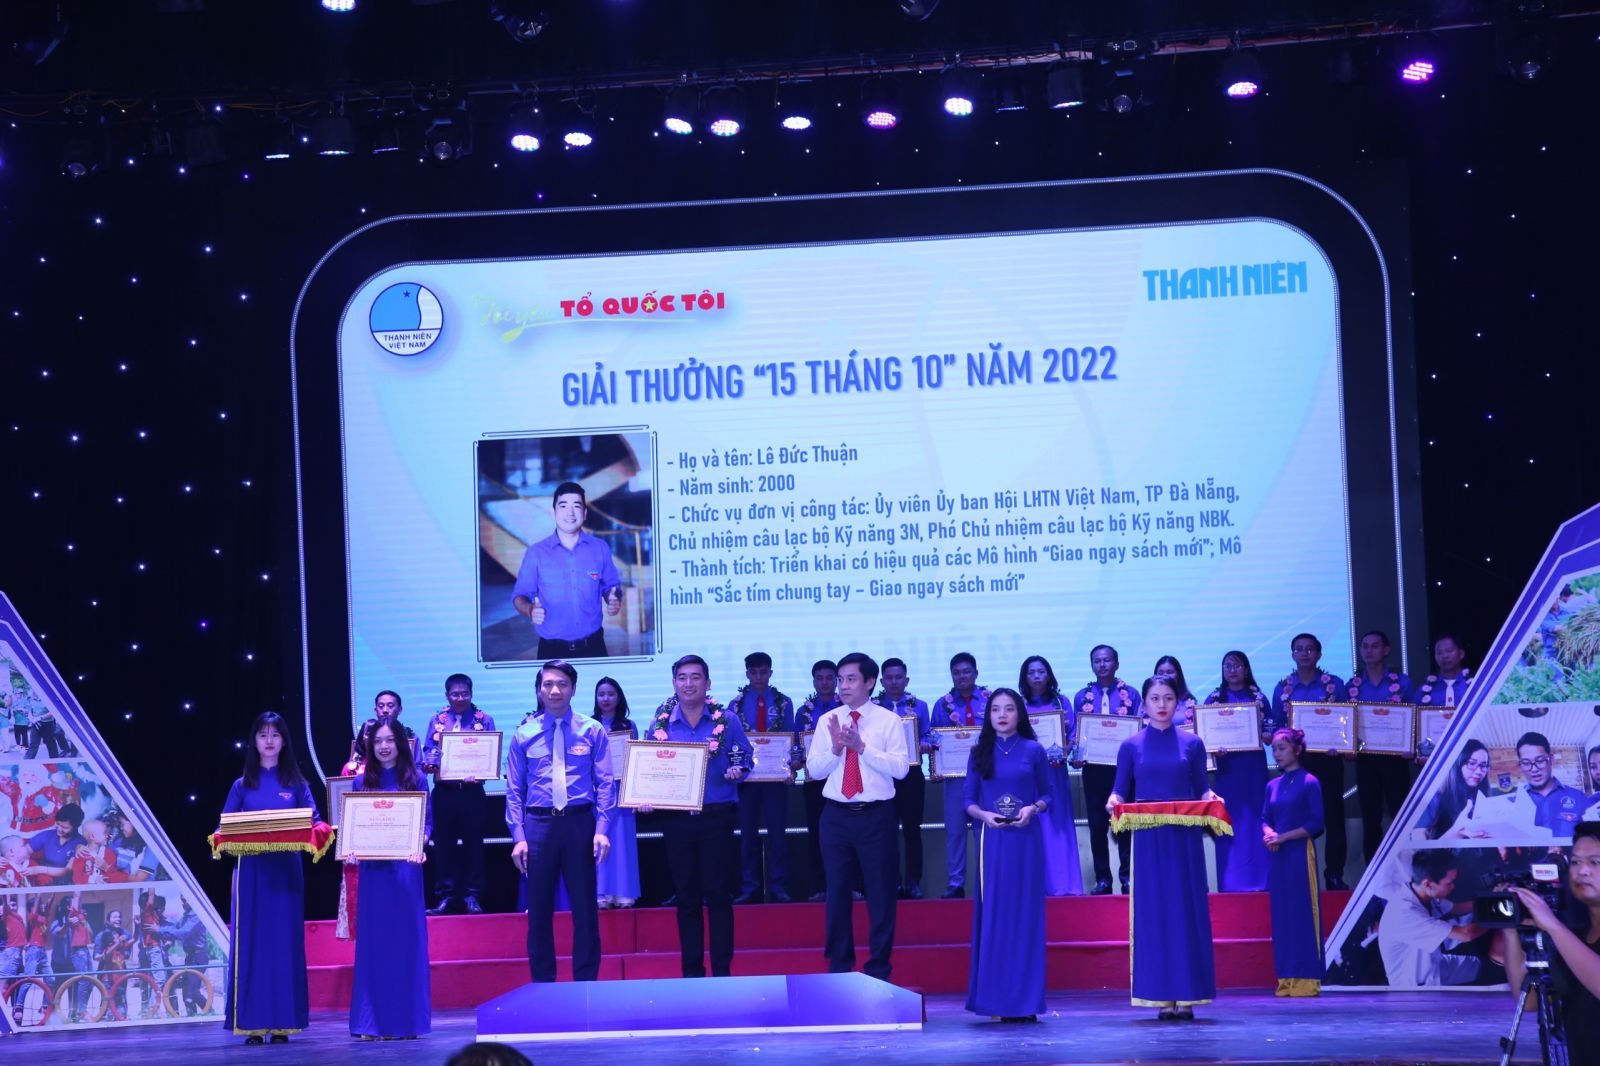 THANH NIÊN
VIỆT NAM
Tôi yêu TỔ QUỐC TÔI
THANH NIÊN
GIẢI THƯỞNG “15 THÁNG 10” NĂM 2022
- Họ và tên: Lê Đức Thuận
- Năm sinh: 2000
- Chức vụ đơn vị công tác: Ủy viên Ủy ban Hội LHTN Việt Nam, TP Đà Nẵng,
Chủ nhiệm câu lạc bộ Kỹ năng 3N, Phó Chủ nhiệm câu lạc bộ Kỹ năng NBK.
- Thành tích: Triển khai có hiệu quả các Mô hình “Giao ngay sách mới”; Mô
hình “Sắc tím chung tay – Giao ngay sách mới”